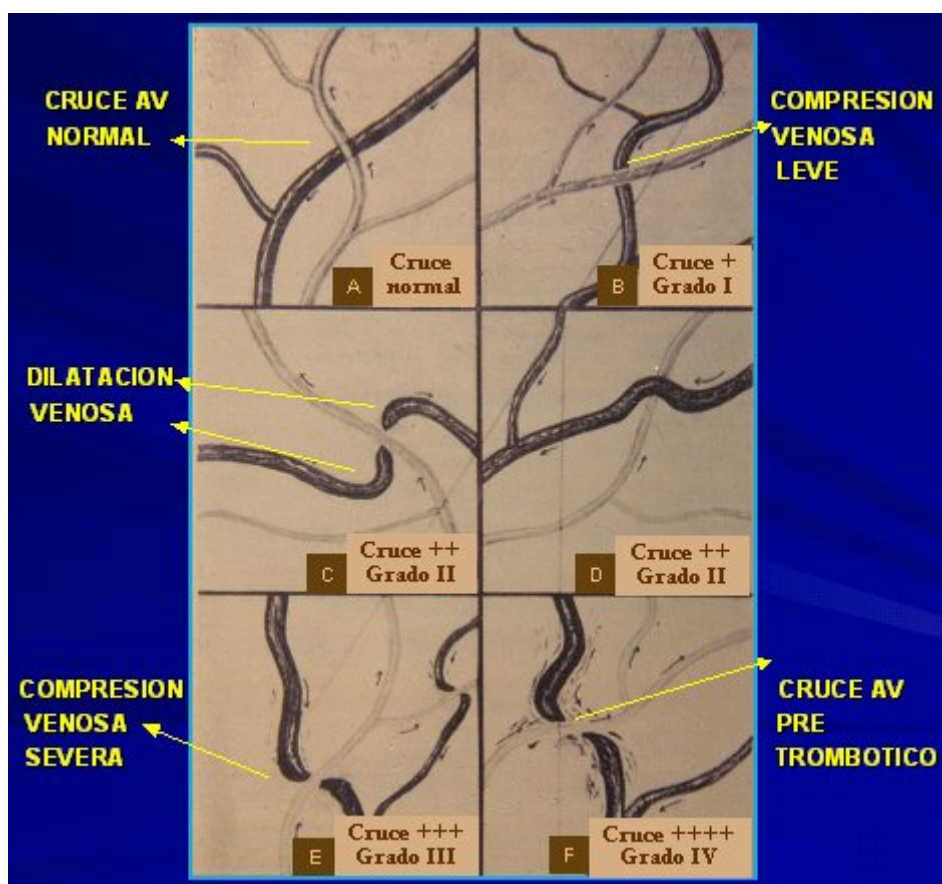 CRUCE AV
NORMAL
COMPRESION
VENOSA
LEVE
A
Cruce
normal
B
Cruce +
Grado I
DILATACION
VENOSA
C
Cruce ++
Grado II
D
Cruce ++
Grado II
COMPRESION
VENOSA
SEVERA
CRUCE AV
PRE
TROMBOTICO
E
Cruce +++
Grado III
F
Cruce ++++
Grado IV